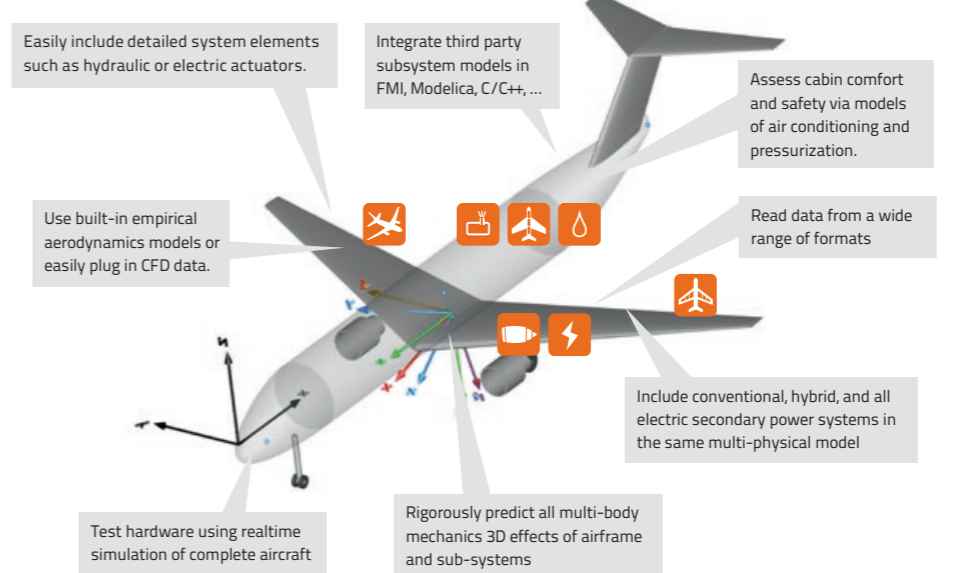 Easily include detailed system elements
such as hydraulic or electric actuators.
Integrate third party
subsystem models in
FMI, Modelica, C/C++, ...
Assess cabin comfort
and safety via models
of air conditioning and
pressurization.
Use built-in empirical
aerodynamics models or
easily plug in CFD data.
Read data from a wide
range of formats
Include conventional, hybrid, and all
electric secondary power systems in
the same multi-physical model
Test hardware using realtime
simulation of complete aircraft
Rigorously predict all multi-body
mechanics 3D effects of airframe
and sub-systems